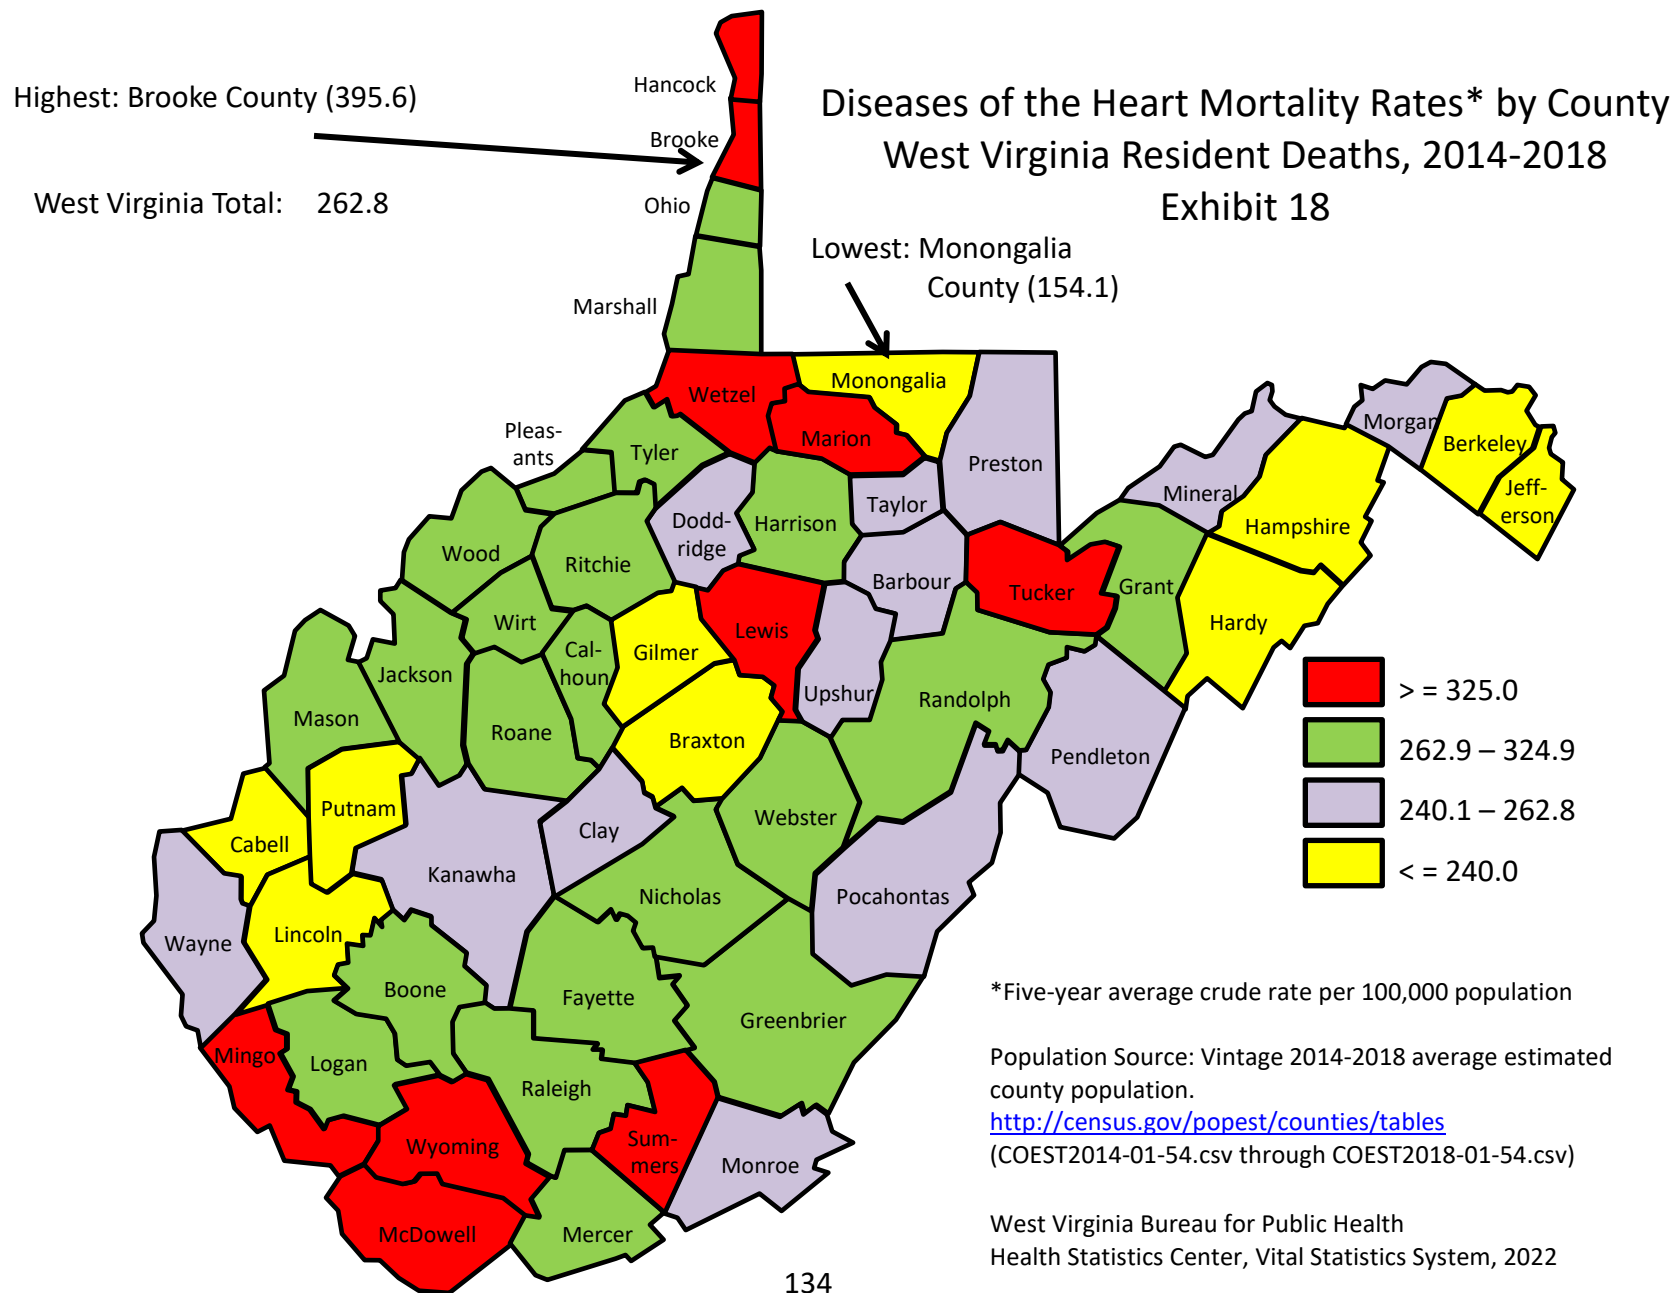 Diseases of the Heart Mortality Rates* by County
West Virginia Resident Deaths, 2014-2018
Exhibit 18
Highest: Brooke County (395.6)
West Virginia Total: 262.8
Lowest: Monongalia
County (154.1)
Hancock
Brooke
Ohio
Marshall
Wetzel
Monongalia
Marion
Preston
Pleas-
ants
Tyler
Dodd-
ridge
Harrison
Taylor
Mineral
Morgan
Berkeley
Jeff-
erson
Hampshire
Wood
Ritchie
Barbour
Tucker
Grant
Hardy
Wirt
Cal-
houn
Gilmer
Lewis
Upshur
Randolph
Jackson
Mason
Roane
Braxton
Pendleton
Putnam
Cabell
Clay
Webster
Kanawha
Nicholas
Pocahontas
Wayne
Lincoln
Boone
Fayette
Greenbrier
Mingo
Logan
Raleigh
Wyoming
Sum-
mers
Monroe
McDowell
Mercer
> = 325.0
262.9 – 324.9
240.1 – 262.8
< = 240.0
*Five-year average crude rate per 100,000 population
Population Source: Vintage 2014-2018 average estimated
county population.
http://census.gov/popest/counties/tables
(COEST2014-01-54.csv through COEST2018-01-54.csv)
West Virginia Bureau for Public Health
Health Statistics Center, Vital Statistics System, 2022
134